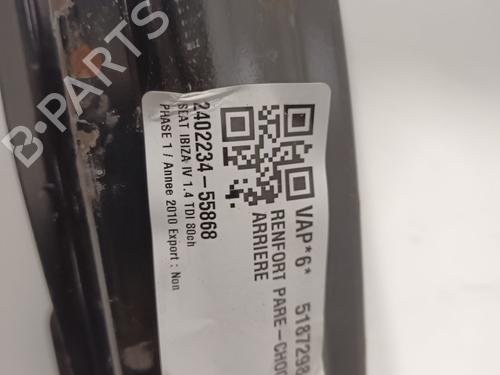 B-PARTS
VAP*6* 5187298
RENFORT PARE-CHOC
ARRIERE
2402234-55868
SEAT IBIZA IV 1.4 TDI 80ch
PHASE 1 / Annee 2010 Export : Non